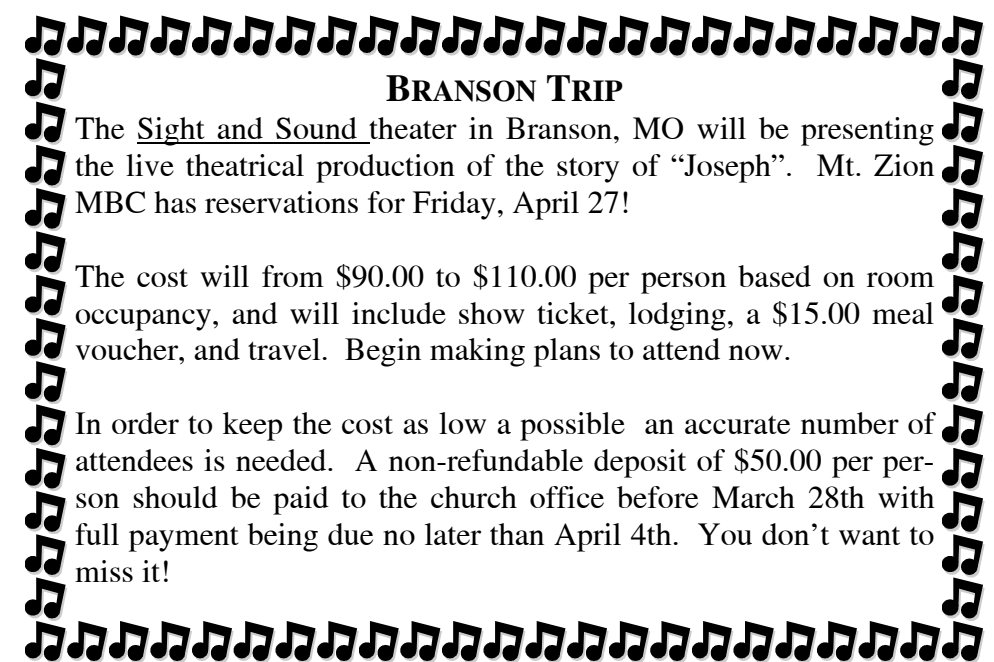 BRANSON TRIP
The Sight and Sound theater in Branson, MO will be presenting
the live theatrical production of the story of “Joseph”.  Mt. Zion
MBC has reservations for Friday, April 27!
The cost will from $90.00 to $110.00 per person based on room
occupancy, and will include show ticket, lodging, a $15.00 meal
voucher, and travel.  Begin making plans to attend now.
In order to keep the cost as low a possible  an accurate number of
attendees is needed.  A non-refundable deposit of $50.00 per per-
son should be paid to the church office before March 28th with
full payment being due no later than April 4th.  You don’t want to
miss it!